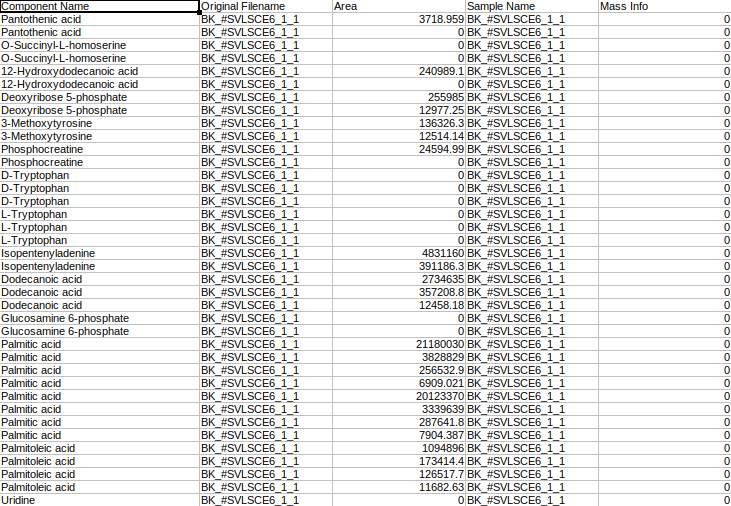 Component Name Original Filename Area Sample Name Mass Info
Pantothenic acid BK_#SVLSCE6_1_1 3718.959 BK_#SVLSCE6_1_1 0
Pantothenic acid BK_#SVLSCE6_1_1 0 BK_#SVLSCE6_1_1 0
O-Succinyl-L-homoserine BK_#SVLSCE6_1_1 0 BK_#SVLSCE6_1_1 0
O-Succinyl-L-homoserine BK_#SVLSCE6_1_1 0 BK_#SVLSCE6_1_1 0
12-Hydroxydodecanoic acid BK_#SVLSCE6_1_1 240989.1 BK_#SVLSCE6_1_1 0
12-Hydroxydodecanoic acid BK_#SVLSCE6_1_1 0 BK_#SVLSCE6_1_1 0
Deoxyribose 5-phosphate BK_#SVLSCE6_1_1 255985 BK_#SVLSCE6_1_1 0
Deoxyribose 5-phosphate BK_#SVLSCE6_1_1 12977.25 BK_#SVLSCE6_1_1 0
3-Methoxytyrosine BK_#SVLSCE6_1_1 136326.3 BK_#SVLSCE6_1_1 0
3-Methoxytyrosine BK_#SVLSCE6_1_1 12514.14 BK_#SVLSCE6_1_1 0
Phosphocreatine BK_#SVLSCE6_1_1 24594.99 BK_#SVLSCE6_1_1 0
Phosphocreatine BK_#SVLSCE6_1_1 0 BK_#SVLSCE6_1_1 0
D-Tryptophan BK_#SVLSCE6_1_1 0 BK_#SVLSCE6_1_1 0
D-Tryptophan BK_#SVLSCE6_1_1 0 BK_#SVLSCE6_1_1 0
D-Tryptophan BK_#SVLSCE6_1_1 0 BK_#SVLSCE6_1_1 0
L-Tryptophan BK_#SVLSCE6_1_1 0 BK_#SVLSCE6_1_1 0
L-Tryptophan BK_#SVLSCE6_1_1 0 BK_#SVLSCE6_1_1 0
L-Tryptophan BK_#SVLSCE6_1_1 0 BK_#SVLSCE6_1_1 0
Isopentenyladenine BK_#SVLSCE6_1_1 4831160 BK_#SVLSCE6_1_1 0
Isopentenyladenine BK_#SVLSCE6_1_1 391186.3 BK_#SVLSCE6_1_1 0
Dodecanoic acid BK_#SVLSCE6_1_1 2734635 BK_#SVLSCE6_1_1 0
Dodecanoic acid BK_#SVLSCE6_1_1 357208.8 BK_#SVLSCE6_1_1 0
Dodecanoic acid BK_#SVLSCE6_1_1 12458.18 BK_#SVLSCE6_1_1 0
Glucosamine 6-phosphate BK_#SVLSCE6_1_1 0 BK_#SVLSCE6_1_1 0
Glucosamine 6-phosphate BK_#SVLSCE6_1_1 0 BK_#SVLSCE6_1_1 0
Palmitic acid BK_#SVLSCE6_1_1 21180030 BK_#SVLSCE6_1_1 0
Palmitic acid BK_#SVLSCE6_1_1 3828829 BK_#SVLSCE6_1_1 0
Palmitic acid BK_#SVLSCE6_1_1 256532.9 BK_#SVLSCE6_1_1 0
Palmitic acid BK_#SVLSCE6_1_1 6909.021 BK_#SVLSCE6_1_1 0
Palmitic acid BK_#SVLSCE6_1_1 20123370 BK_#SVLSCE6_1_1 0
Palmitic acid BK_#SVLSCE6_1_1 3339639 BK_#SVLSCE6_1_1 0
Palmitic acid BK_#SVLSCE6_1_1 287641.8 BK_#SVLSCE6_1_1 0
Palmitic acid BK_#SVLSCE6_1_1 7904.387 BK_#SVLSCE6_1_1 0
Palmitoleic acid BK_#SVLSCE6_1_1 1094896 BK_#SVLSCE6_1_1 0
Palmitoleic acid BK_#SVLSCE6_1_1 173414.4 BK_#SVLSCE6_1_1 0
Palmitoleic acid BK_#SVLSCE6_1_1 126517.7 BK_#SVLSCE6_1_1 0
Palmitoleic acid BK_#SVLSCE6_1_1 11682.63 BK_#SVLSCE6_1_1 0
Uridine BK_#SVLSCE6_1_1 0 BK_#SVLSCE6_1_1 0